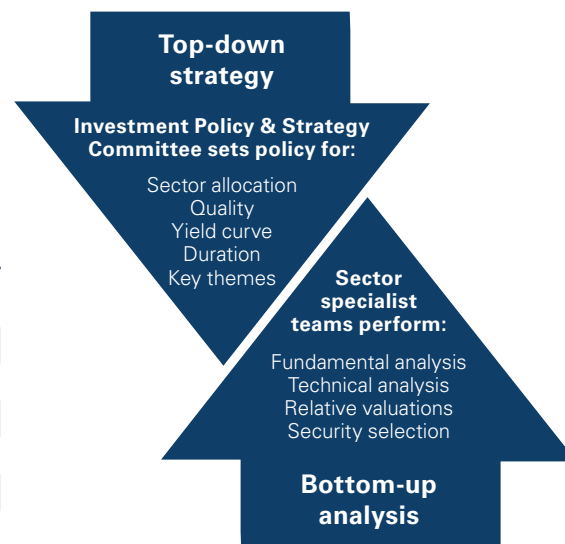 Top-down
strategy
Investment Policy & Strategy
Committee sets policy for:
Sector allocation
Quality
Yield curve
Duration
Key themes
Sector
specialist
teams perform:
Fundamental analysis
Technical analysis
Relative valuations
Security selection
Bottom-up
analysis